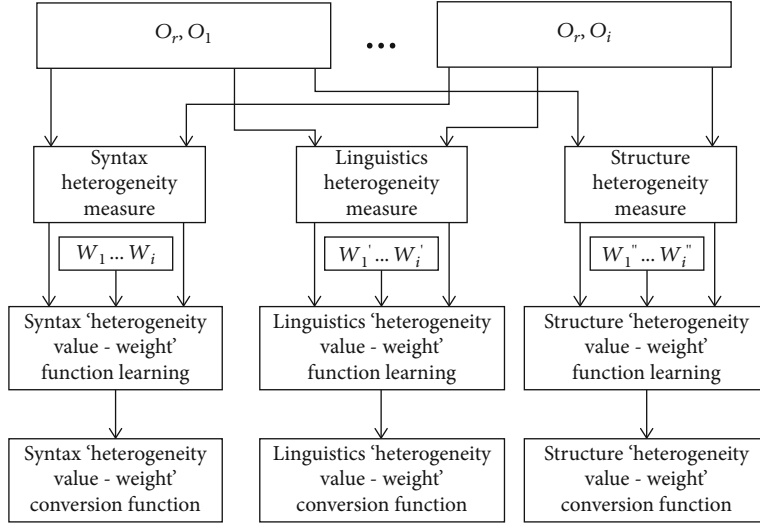 O_r, O_1
...
O_r, O_i
Syntax
heterogeneity
measure
Linguistics
heterogeneity
measure
Structure
heterogeneity
measure
W_1 ... W_i
W_1' ... W_i'
W_1" ... W_i"
Syntax ‘heterogeneity
value - weight’
function learning
Linguistics ‘heterogeneity
value - weight’
function learning
Structure ‘heterogeneity
value - weight’
function learning
Syntax ‘heterogeneity
value - weight’
conversion function
Linguistics ‘heterogeneity
value - weight’
conversion function
Structure ‘heterogeneity
value - weight’
conversion function